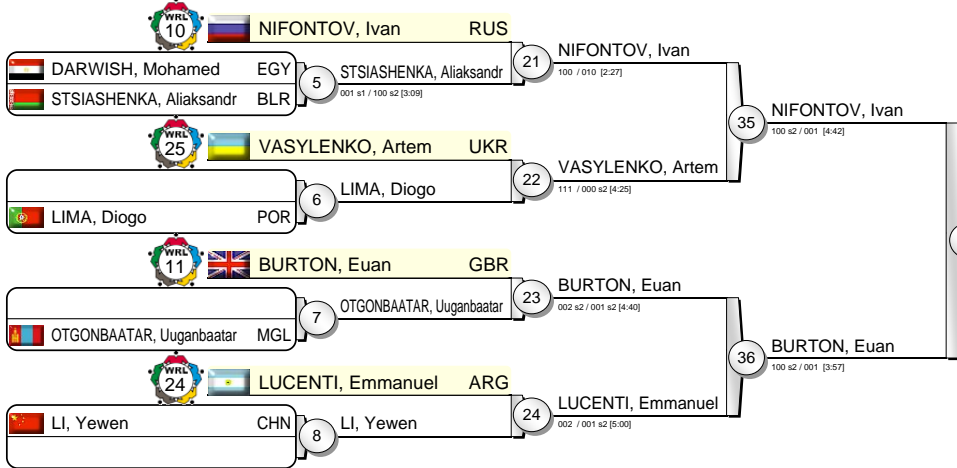 WRL
10
NIFONTOV, Ivan RUS
DARWISH, Mohamed EGY
STSIASHENKA, Aliaksandr BLR
5
STSIASHENKA, Aliaksandr
001 s1 / 100 s2 [3:09]
21
NIFONTOV, Ivan
100 / 010 [2:27]
WRL
25
VASYLENKO, Artem UKR
LIMA, Diogo POR
6
LIMA, Diogo
22
VASYLENKO, Artem
111 / 000 s2 [4:25]
35
NIFONTOV, Ivan
100 s2 / 001 [4:42]
WRL
11
BURTON, Euan GBR
OTGONBAATAR, Uuganbaatar MGL
7
OTGONBAATAR, Uuganbaatar
23
BURTON, Euan
002 s2 / 001 s2 [4:40]
WRL
24
LUCENTI, Emmanuel ARG
LI, Yewen CHN
8
LI, Yewen
24
LUCENTI, Emmanuel
002 / 001 s2 [5:00]
36
BURTON, Euan
100 s2 / 001 [3:57]